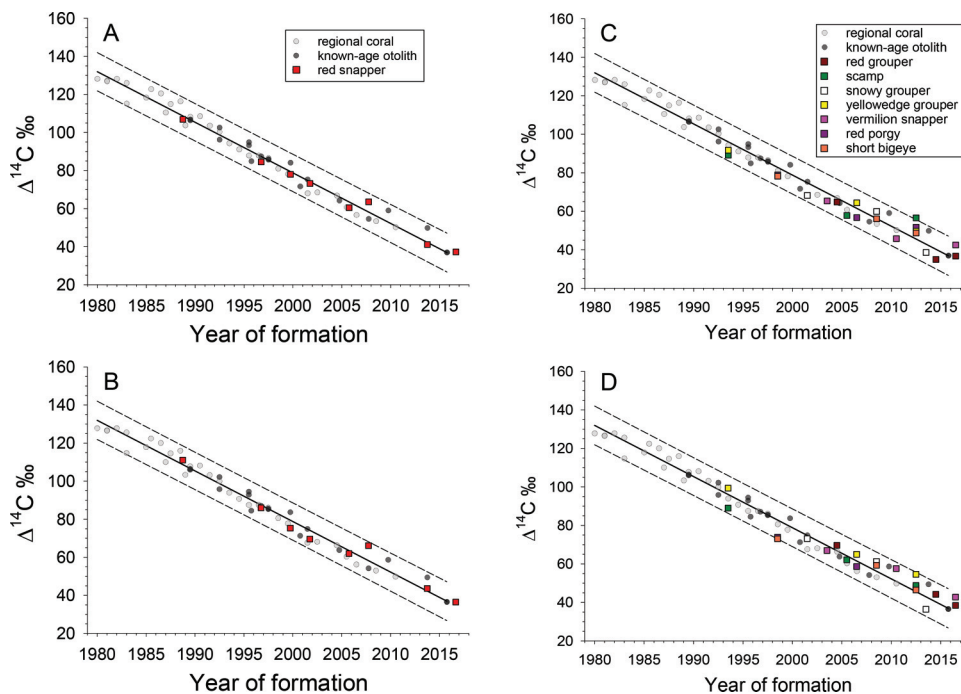 A
regional coral
known-age otolith
red snapper
Δ14C ‰
160
140
120
100
80
60
40
20
1980 1985 1990 1995 2000 2005 2010 2015
Year of formation
C
regional coral
known-age otolith
red grouper
scamp
snowy grouper
yellowedge grouper
vermilion snapper
red porgy
short bigeye
Δ14C ‰
160
140
120
100
80
60
40
20
1980 1985 1990 1995 2000 2005 2010 2015
Year of formation
B
Δ14C ‰
160
140
120
100
80
60
40
20
1980 1985 1990 1995 2000 2005 2010 2015
Year of formation
D
Δ14C ‰
160
140
120
100
80
60
40
20
1980 1985 1990 1995 2000 2005 2010 2015
Year of formation